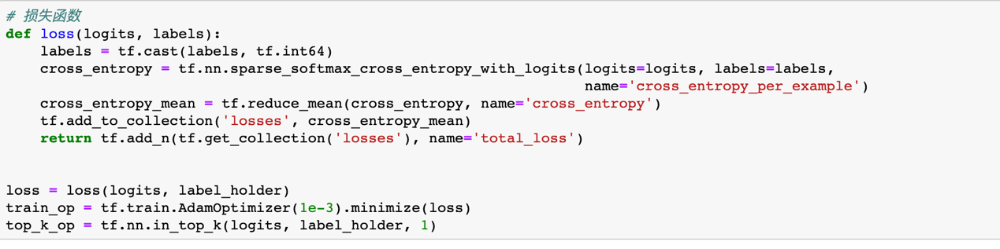 # 损失函数
def loss(logits, labels):
    labels = tf.cast(labels, tf.int64)
    cross_entropy = tf.nn.sparse_softmax_cross_entropy_with_logits(logits=logits, labels=labels,
                                                                   name='cross_entropy_per_example')
    cross_entropy_mean = tf.reduce_mean(cross_entropy, name='cross_entropy')
    tf.add_to_collection('losses', cross_entropy_mean)
    return tf.add_n(tf.get_collection('losses'), name='total_loss')
loss = loss(logits, label_holder)
train_op = tf.train.AdamOptimizer(1e-3).minimize(loss)
top_k_op = tf.nn.in_top_k(logits, label_holder, 1)